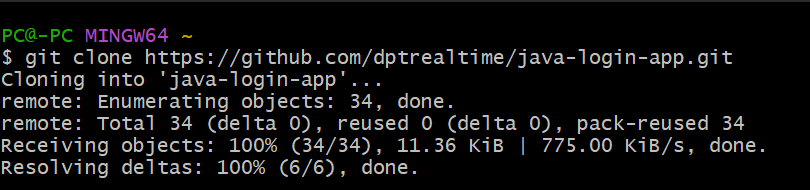 PC@-PC MINGW64 ~
$ git clone https://github.com/dptrealtime/java-login-app.git
Cloning into 'java-login-app'...
remote: Enumerating objects: 34, done.
remote: Total 34 (delta 0), reused 0 (delta 0), pack-reused 34
Receiving objects: 100% (34/34), 11.36 KiB | 775.00 KiB/s, done.
Resolving deltas: 100% (6/6), done.